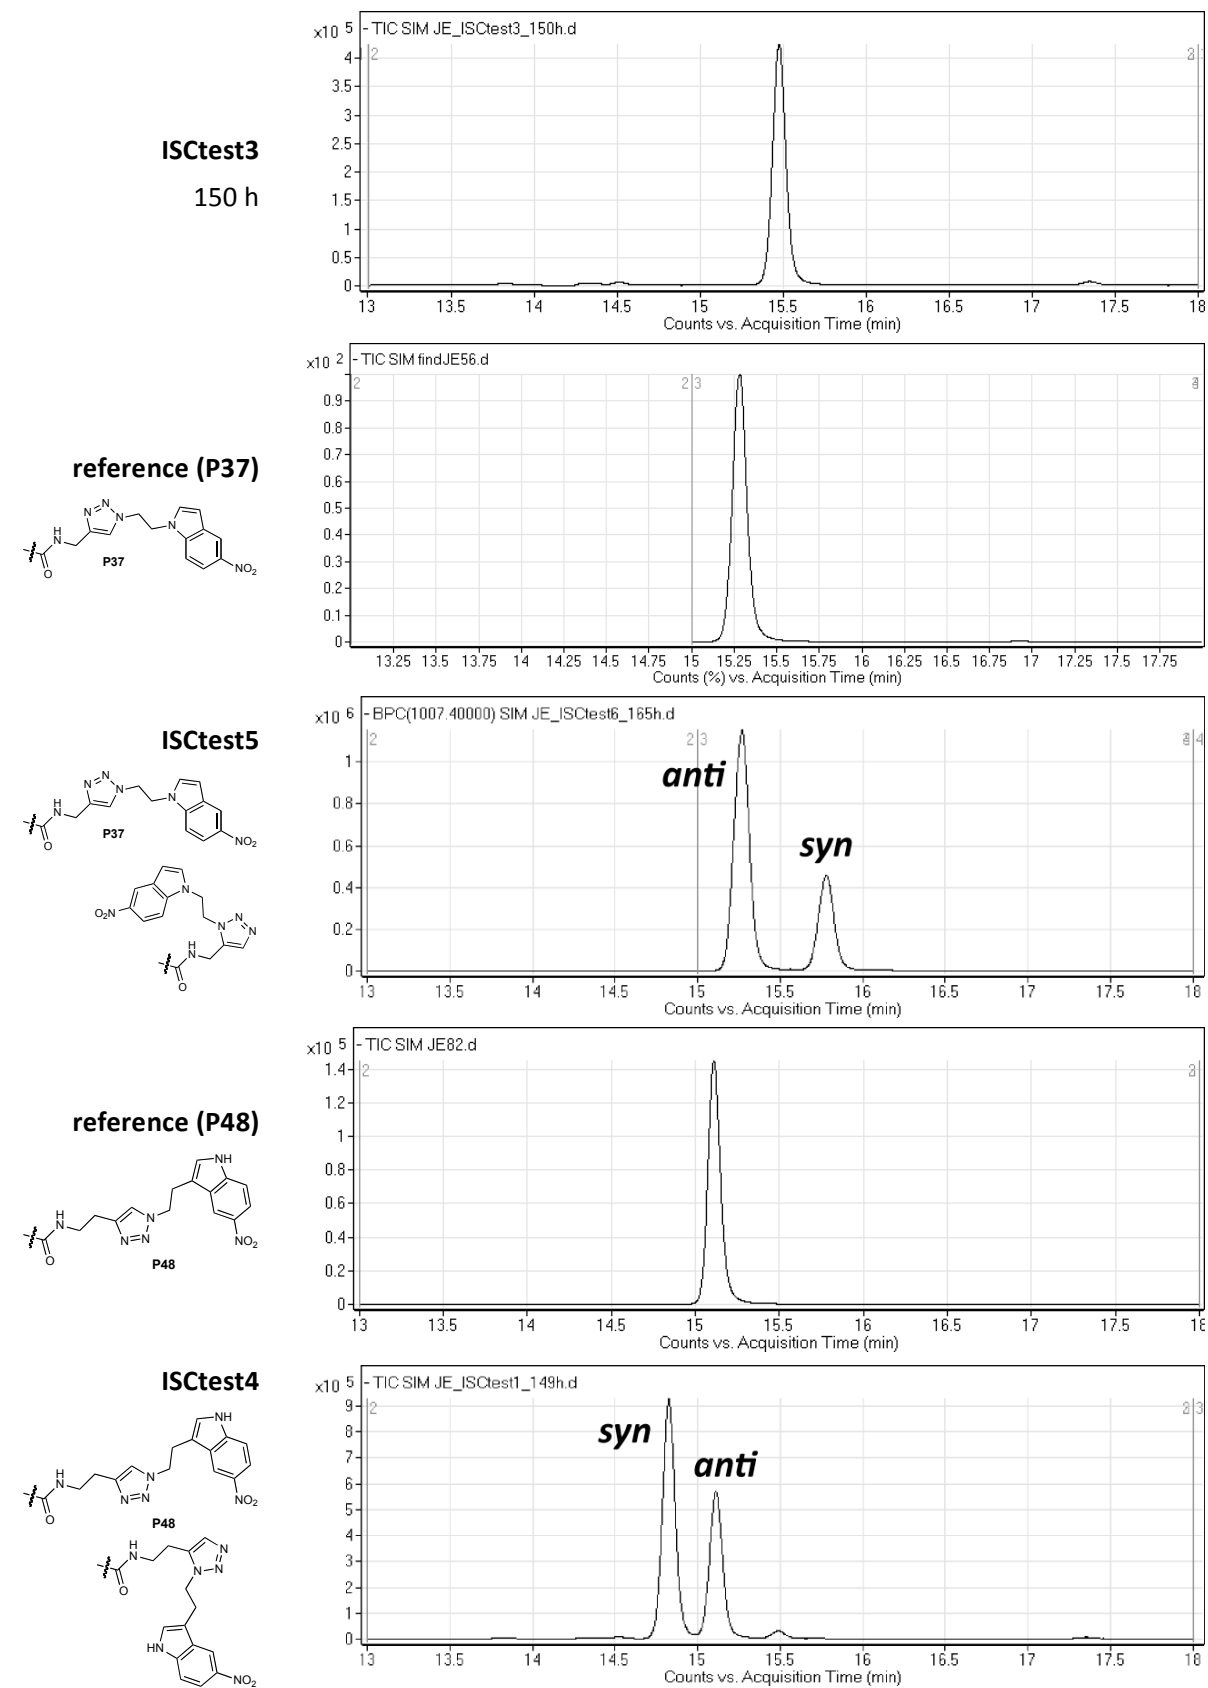 x10 5
- TIC SIM JE_ISCtest3_150h.d
2
4
3.5
3
2.5
2
1.5
1
0.5
0
ISCtest3
150 h
13 13.5 14 14.5 15 15.5 16 16.5 17 17.5 18
Counts vs. Acquisition Time (min)
x10 2
- TIC SIM findJE56.d
2 2 3
0.9
0.8
0.7
0.6
0.5
0.4
0.3
0.2
0.1
0
reference (P37)
N N N N H N O P37 NO2
13.25 13.5 13.75 14 14.25 14.5 14.75 15 15.25 15.5 15.75 16 16.25 16.5 16.75 17 17.25 17.5 17.75
Counts (%) vs. Acquisition Time (min)
x10 6
- BPC(1007.40000) SIM JE_ISCtest6_165h.d
2 2 3 4
1
0.8
0.6
0.4
0.2
0
anti
syn
ISCtest5
N N N N H N O P37 NO2
O2N N N N N H N O
13 13.5 14 14.5 15 15.5 16 16.5 17 17.5 18
Counts vs. Acquisition Time (min)
x10 5
- TIC SIM JE82.d
2
1.4
1.2
1
0.8
0.6
0.4
0.2
0
reference (P48)
NH H N O N N N NO2 P48
13 13.5 14 14.5 15 15.5 16 16.5 17 17.5 18
Counts vs. Acquisition Time (min)
x10 5
- TIC SIM JE_ISCtest1_149h.d
2 3
9
8
7
6
5
4
3
2
1
0
syn
anti
ISCtest4
NH H N O N N N NO2 P48
H N O N N N HN NO2
13 13.5 14 14.5 15 15.5 16 16.5 17 17.5 18
Counts vs. Acquisition Time (min)